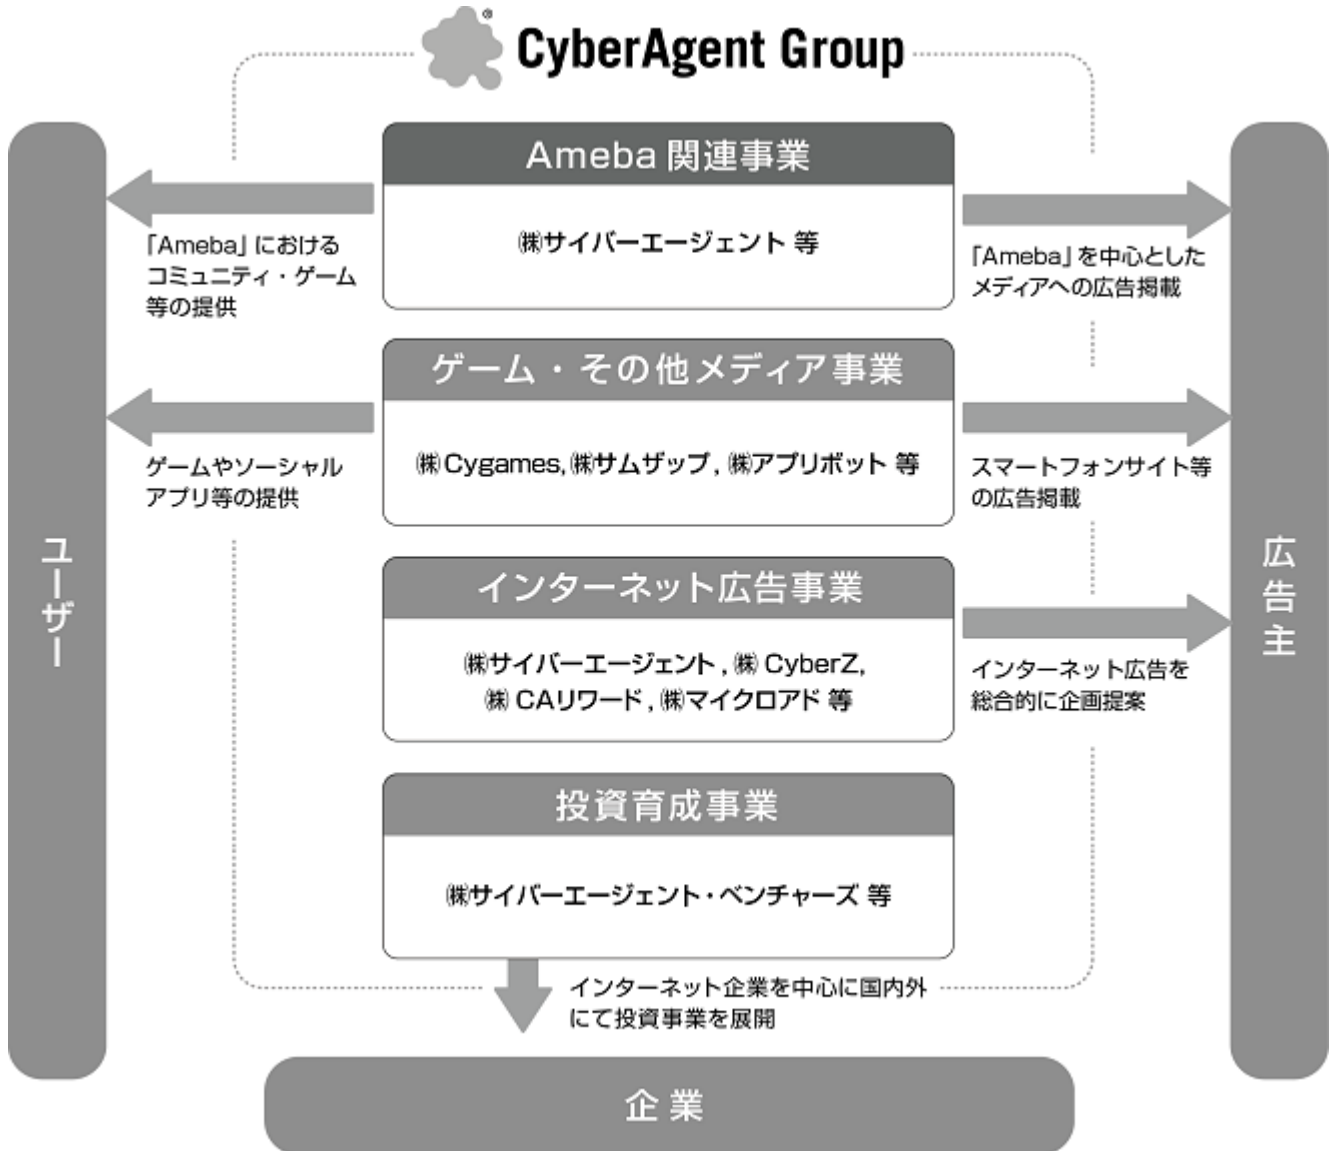 CyberAgent Group
Ameba 関連事業
㈱サイバーエージェント 等
「Ameba」における
コミュニティ・ゲーム
等の提供
「Ameba」を中心とした
メディアへの広告掲載
ゲーム・その他メディア事業
㈱Cygames, ㈱サムザップ, ㈱アプリボット 等
ゲームやソーシャル
アプリ等の提供
スマートフォンサイト等
の広告掲載
インターネット広告事業
㈱サイバーエージェント, ㈱ CyberZ,
㈱ CAリワード, ㈱マイクロアド 等
インターネット広告を
総合的に企画提案
投資育成事業
㈱サイバーエージェント・ベンチャーズ 等
インターネット企業を中心に国内外
にて投資事業を展開
ユーザー
広告主
企業